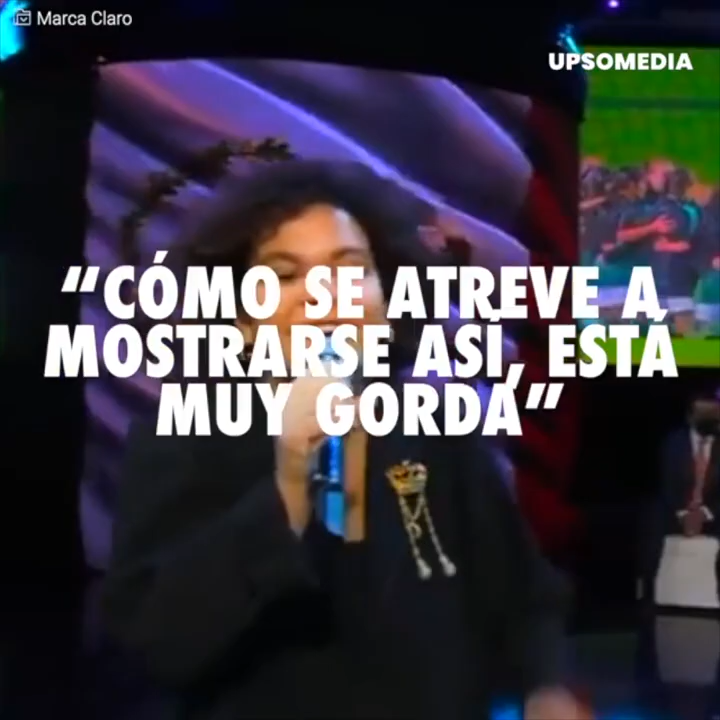 Marca Claro
UPSOMEDIA
“CÓMO SE ATREVE A
MOSTRARSE ASÍ, ESTÁ
MUY GORDA”